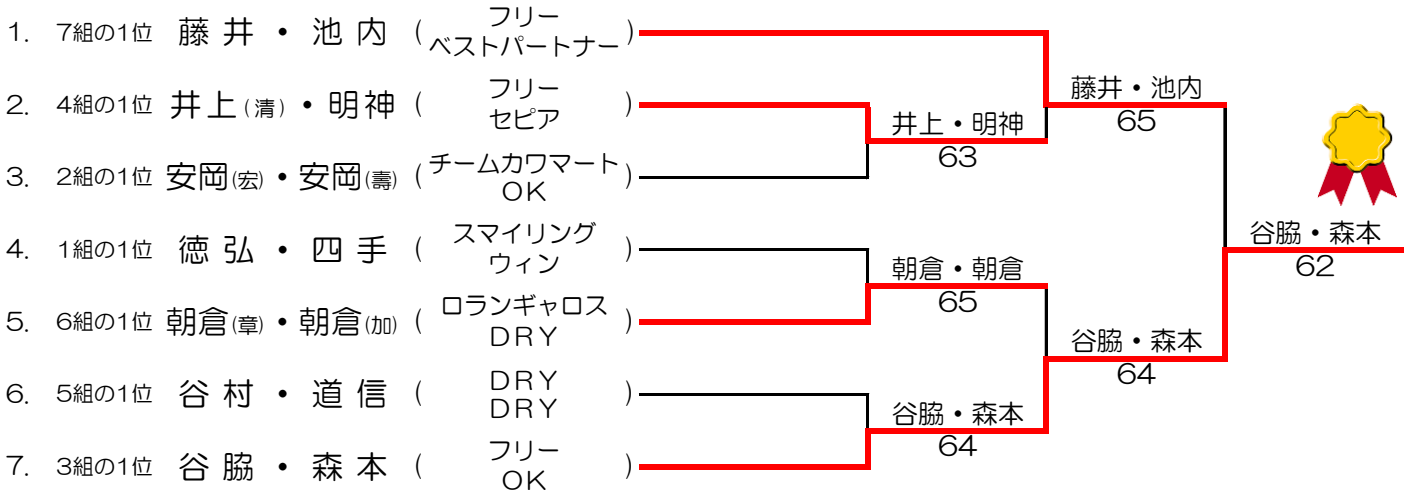 1. 7組の1位 藤井・池内 (フリー ベストパートナー)
2. 4組の1位 井上(清)・明神 (フリー セピア)
3. 2組の1位 安岡(宏)・安岡(壽) (チームカワマート OK)
4. 1組の1位 徳弘・四手 (スマイリング ウィン)
5. 6組の1位 朝倉(章)・朝倉(加) (ロランギャロス DRY)
6. 5組の1位 谷村・道信 (DRY DRY)
7. 3組の1位 谷脇・森本 (フリー OK)
井上・明神
63
朝倉・朝倉
65
谷脇・森本
64
藤井・池内
65
谷脇・森本
64
谷脇・森本
62